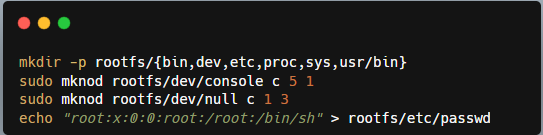 mkdir -p rootfs/{bin,dev,etc,proc,sys,usr/bin}
sudo mknod rootfs/dev/console c 5 1
sudo mknod rootfs/dev/null c 1 3
echo "root:x:0:0:root:/root:/bin/sh" > rootfs/etc/passwd